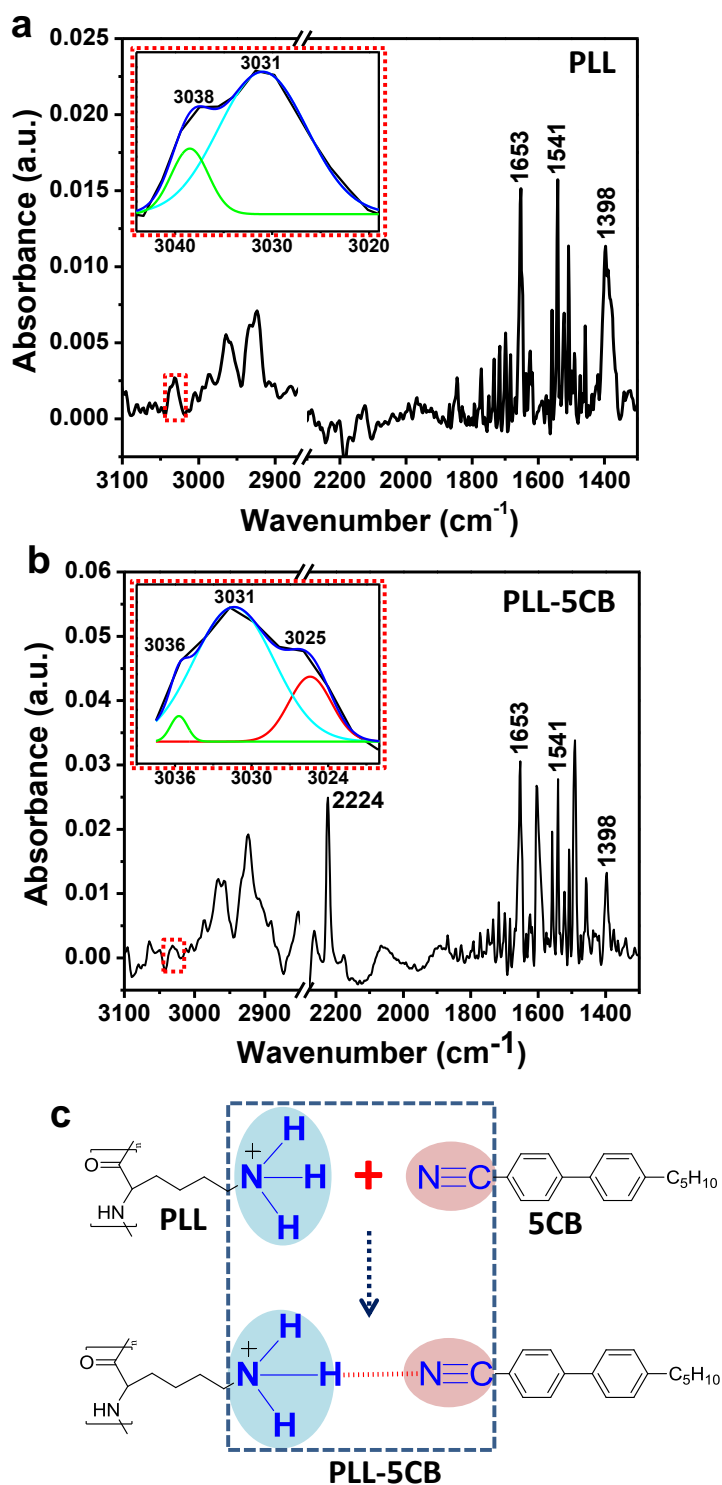 a
PLL
Absorbance (a.u.)
0.025
0.020
0.015
0.010
0.005
0.000
3038
3031
3040 3030 3020
1653
1541
1398
3100 3000 2900 2200 2000 1800 1600 1400
Wavenumber (cm-1)
b
PLL-5CB
Absorbance (a.u.)
0.06
0.05
0.04
0.03
0.02
0.01
0.00
3036
3031
3025
3036 3030 3024
2224
1653
1541
1398
3100 3000 2900 2200 2000 1800 1600 1400
Wavenumber (cm-1)
c
n
O
HN
n
PLL
+
N
H
H
H
+
N≡C
C5H10
5CB
n
O
HN
n
+
N
H
H
H
N≡C
C5H10
PLL-5CB